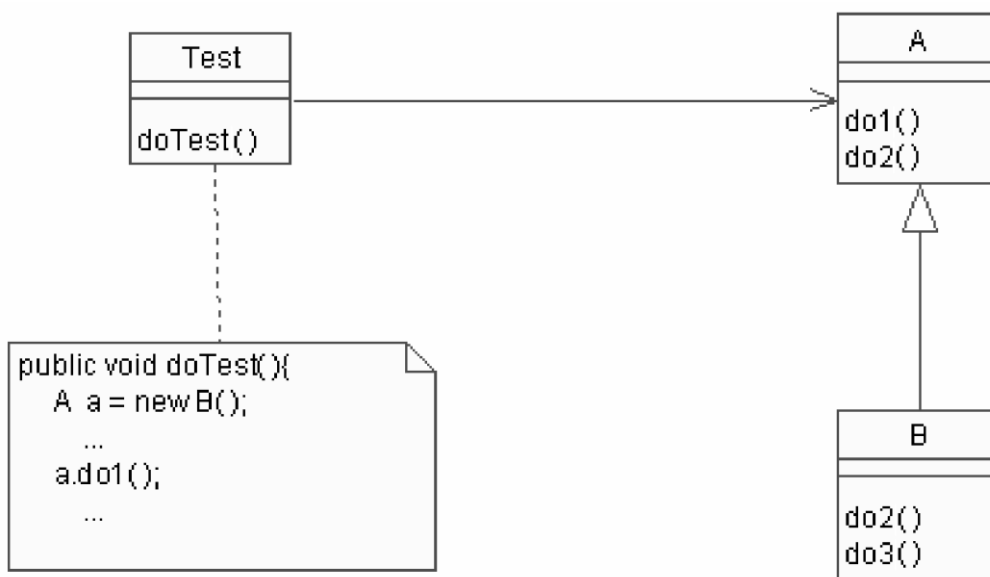 Test
doTest()
A
do1()
do2()
public void doTest(){
A a = new B();
...
a.do1();
...
B
do2()
do3()